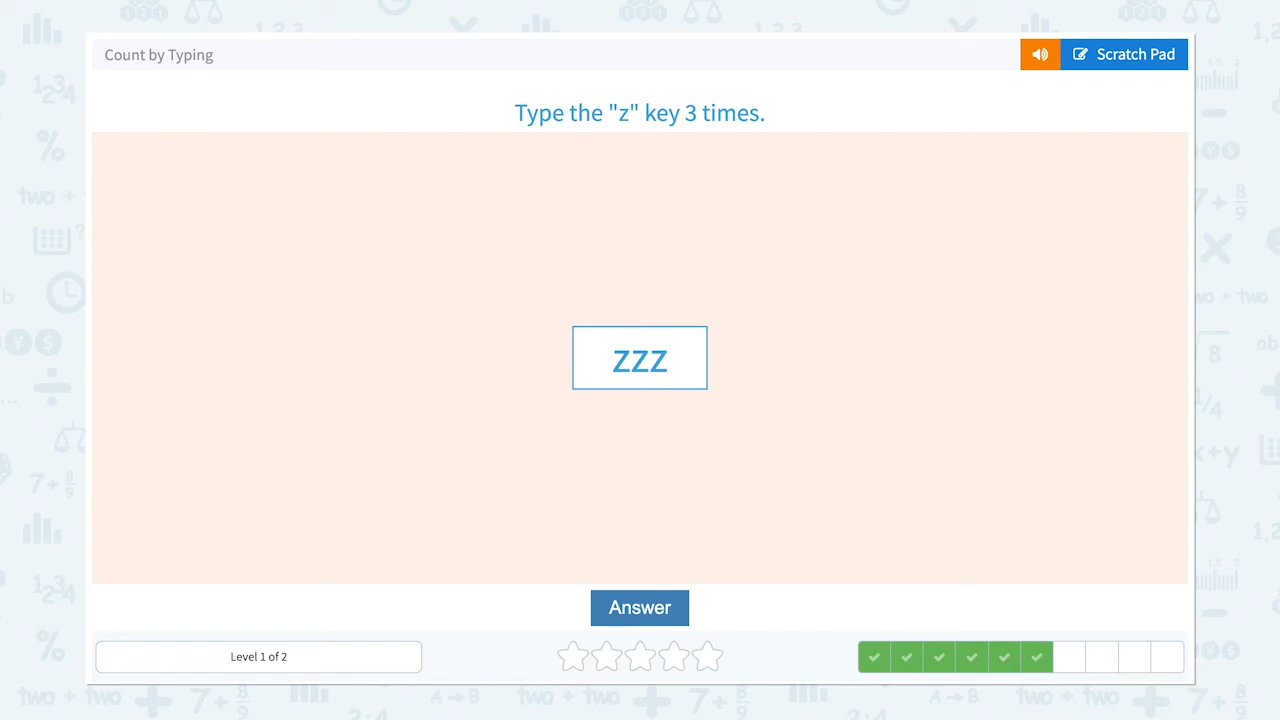 Count by Typing
Scratch Pad
Type the "z" key 3 times.
zzz
Answer
Level 1 of 2